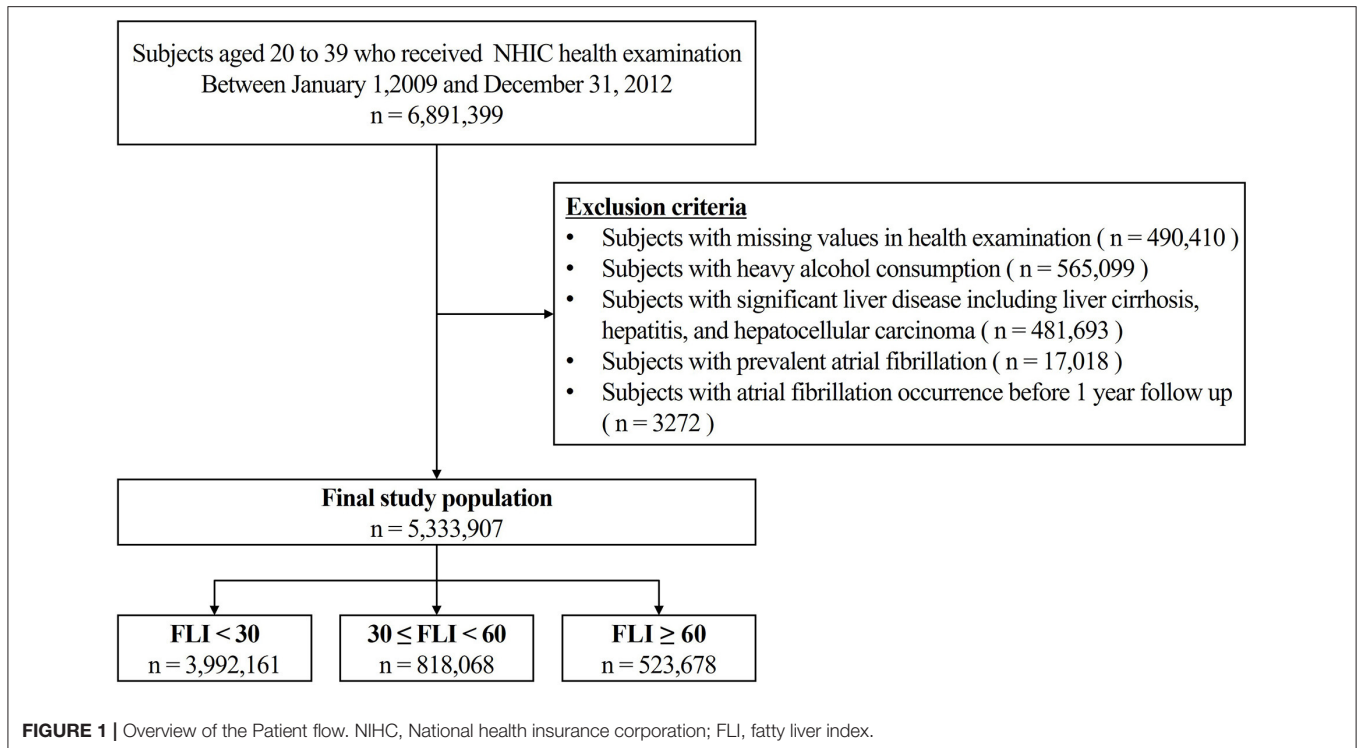 Subjects aged 20 to 39 who received NHIC health examination
Between January 1,2009 and December 31, 2012
n = 6,891,399
Exclusion criteria
• Subjects with missing values in health examination ( n = 490,410 )
• Subjects with heavy alcohol consumption ( n = 565,099 )
• Subjects with significant liver disease including liver cirrhosis,
hepatitis, and hepatocellular carcinoma ( n = 481,693 )
• Subjects with prevalent atrial fibrillation ( n = 17,018 )
• Subjects with atrial fibrillation occurrence before 1 year follow up
( n = 3272 )
Final study population
n = 5,333,907
FLI < 30
n = 3,992,161
30 ≤ FLI < 60
n = 818,068
FLI ≥ 60
n = 523,678
FIGURE 1 | Overview of the Patient flow. NIHC, National health insurance corporation; FLI, fatty liver index.